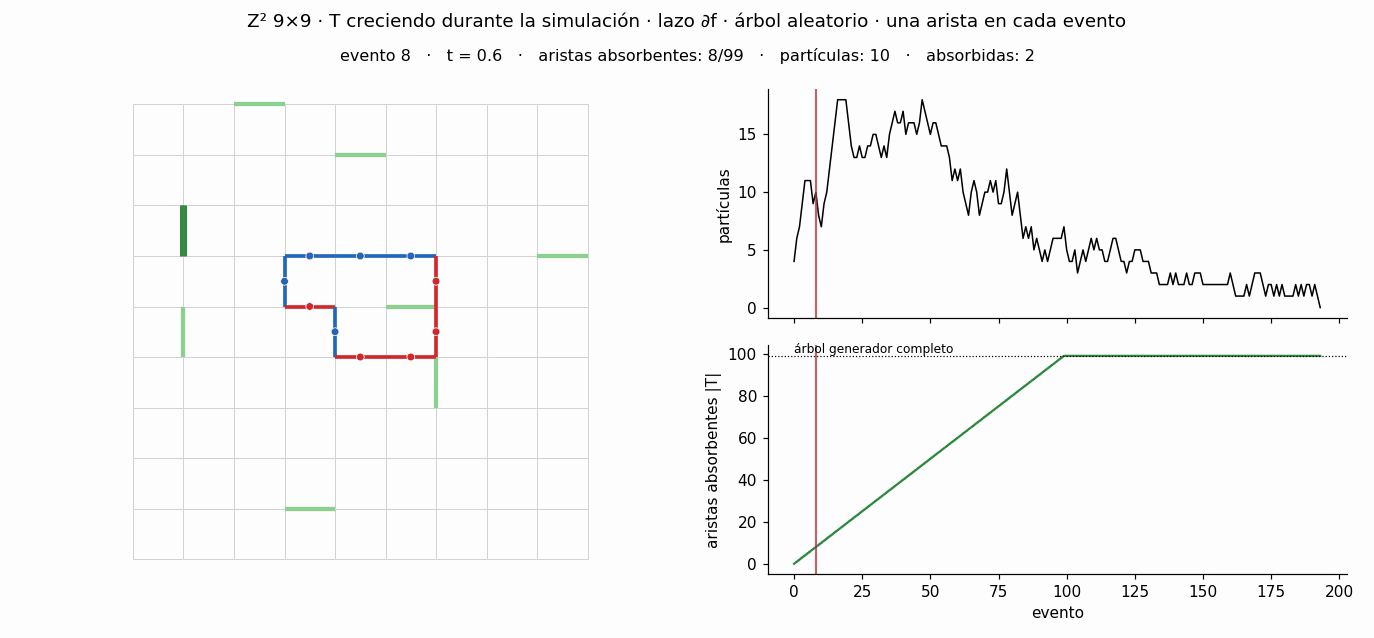 Z² 9×9 · T creciendo durante la simulación · lazo ∂f · árbol aleatorio · una arista en cada evento
evento 8 · t = 0.6 · aristas absorbentes: 8/99 · partículas: 10 · absorbidas: 2
15
10
5
0
partículas
árbol generador completo
100
80
60
40
20
0
aristas absorbentes |T|
0 25 50 75 100 125 150 175 200
evento